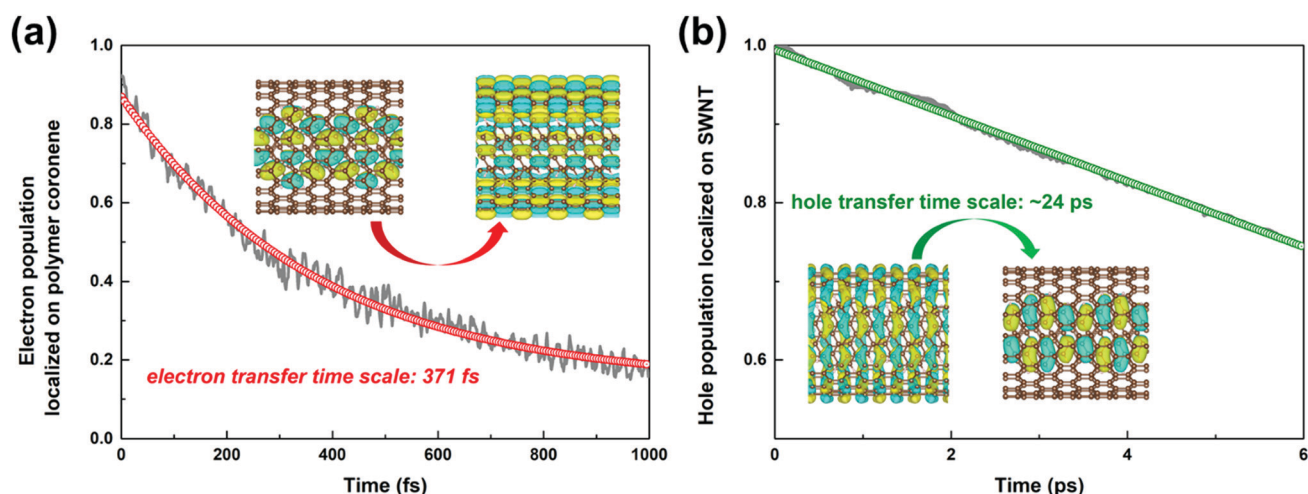 (a)
Electron population
localized on polymer coronene
1.0
0.8
0.6
0.4
0.2
0.0
electron transfer time scale: 371 fs
0
200
400
600
800
1000
Time (fs)
(b)
Hole population localized on SWNT
1.0
0.8
0.6
hole transfer time scale: ~24 ps
0
2
4
6
Time (ps)